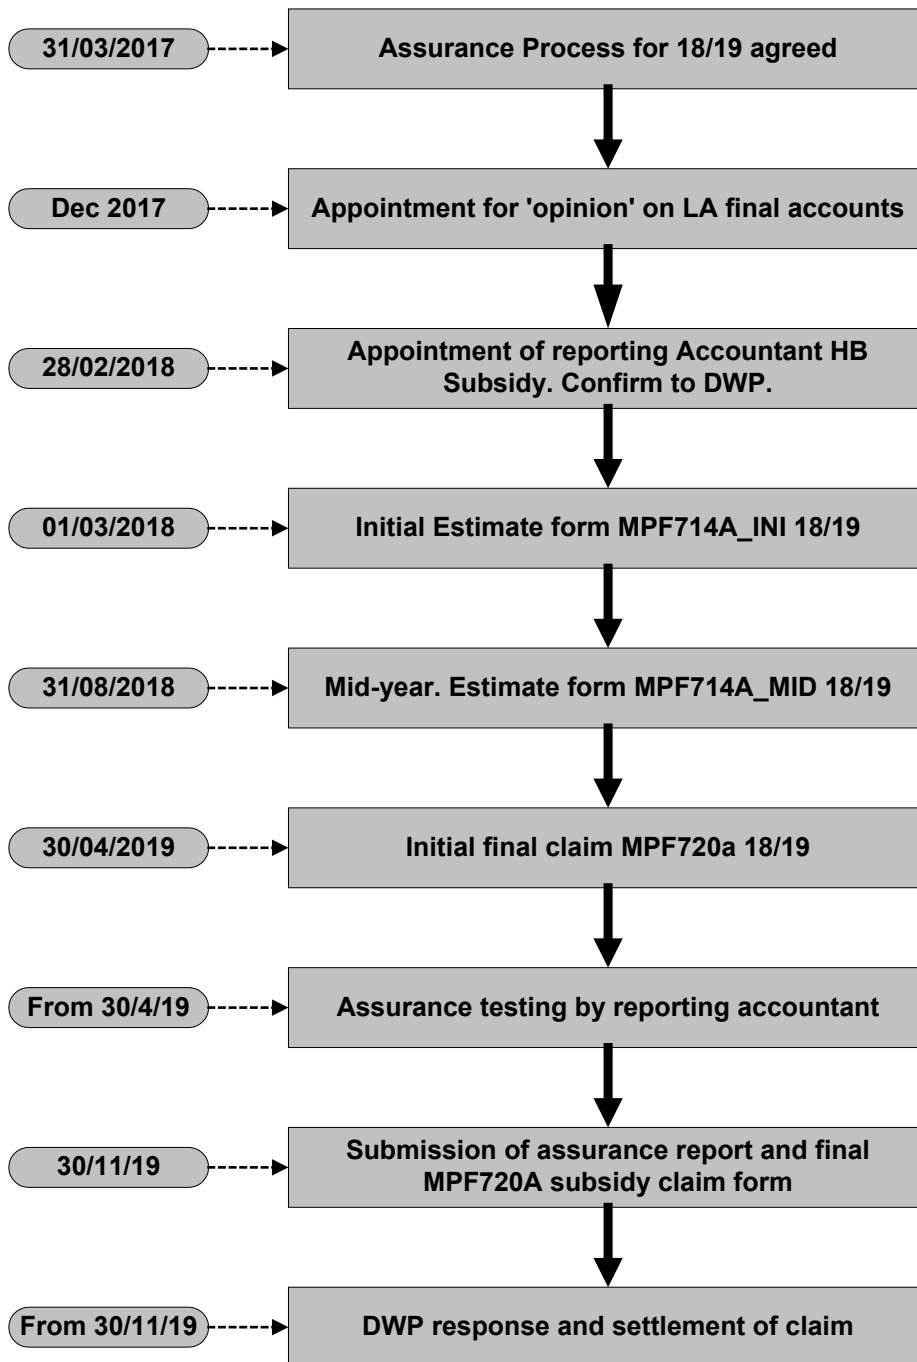 31/03/2017
Assurance Process for 18/19 agreed
Dec 2017
Appointment for 'opinion' on LA final accounts
28/02/2018
Appointment of reporting Accountant HB
Subsidy. Confirm to DWP.
01/03/2018
Initial Estimate form MPF714A_INI 18/19
31/08/2018
Mid-year. Estimate form MPF714A_MID 18/19
30/04/2019
Initial final claim MPF720a 18/19
From 30/4/19
Assurance testing by reporting accountant
30/11/19
Submission of assurance report and final
MPF720A subsidy claim form
From 30/11/19
DWP response and settlement of claim